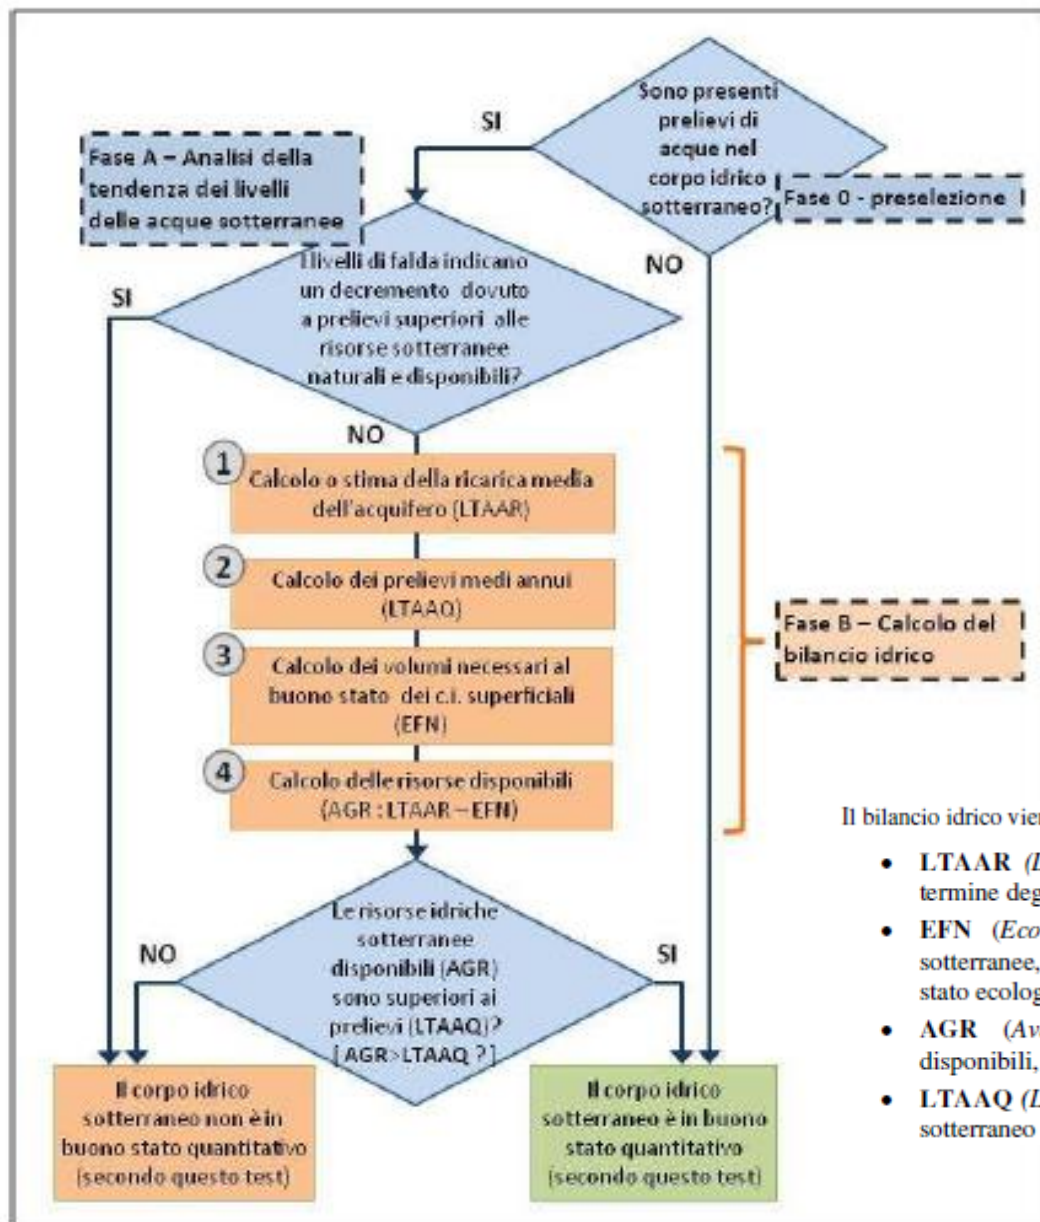 Sono presenti
prelievi di
acque nel
corpo idrico
sotterraneo?
Fase 0 - preselezione
SI
NO
Fase A – Analisi della
tendenza dei livelli
delle acque sotterranee
I livelli di falda indicano
un decremento dovuto
a prelievi superiori alle
risorse sotterranee
naturali e disponibili?
SI
NO
1
Calcolo o stima della ricarica media
dell'acquifero (LTAAR)
2
Calcolo dei prelievi medi annui
(LTAAQ)
3
Calcolo dei volumi necessari al
buono stato dei c.i. superficiali
(EFN)
4
Calcolo delle risorse disponibili
(AGR : LTAAR – EFN)
Fase B – Calcolo del
bilancio idrico
Le risorse idriche
sotterranee
disponibili (AGR)
sono superiori ai
prelievi (LTAAQ)?
[ AGR>LTAAQ ? ]
NO
SI
Il corpo idrico
sotterraneo non è in
buono stato quantitativo
(secondo questo test)
Il corpo idrico
sotterraneo è in buono
stato quantitativo
(secondo questo test)
Il bilancio idrico
• LTAAR
termine
• EFN
sotterranee,
stato
• AGR
disponibili,
• LTAAQ
sotterraneo